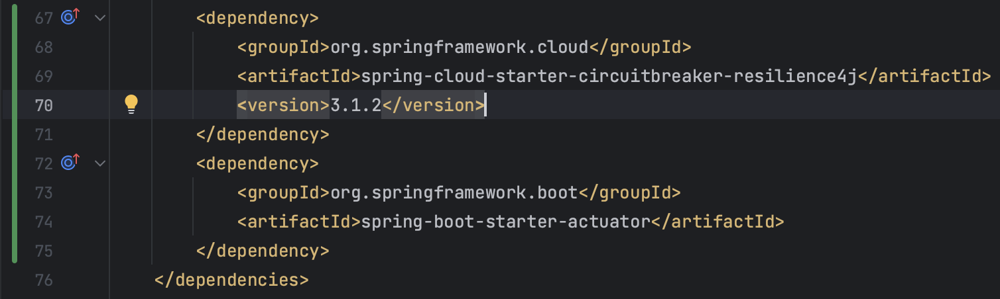 67 <dependency>
68 <groupId>org.springframework.cloud</groupId>
69 <artifactId>spring-cloud-starter-circuitbreaker-resilience4j</artifactId>
70 <version>3.1.2</version>
71 </dependency>
72 <dependency>
73 <groupId>org.springframework.boot</groupId>
74 <artifactId>spring-boot-starter-actuator</artifactId>
75 </dependency>
76 </dependencies>